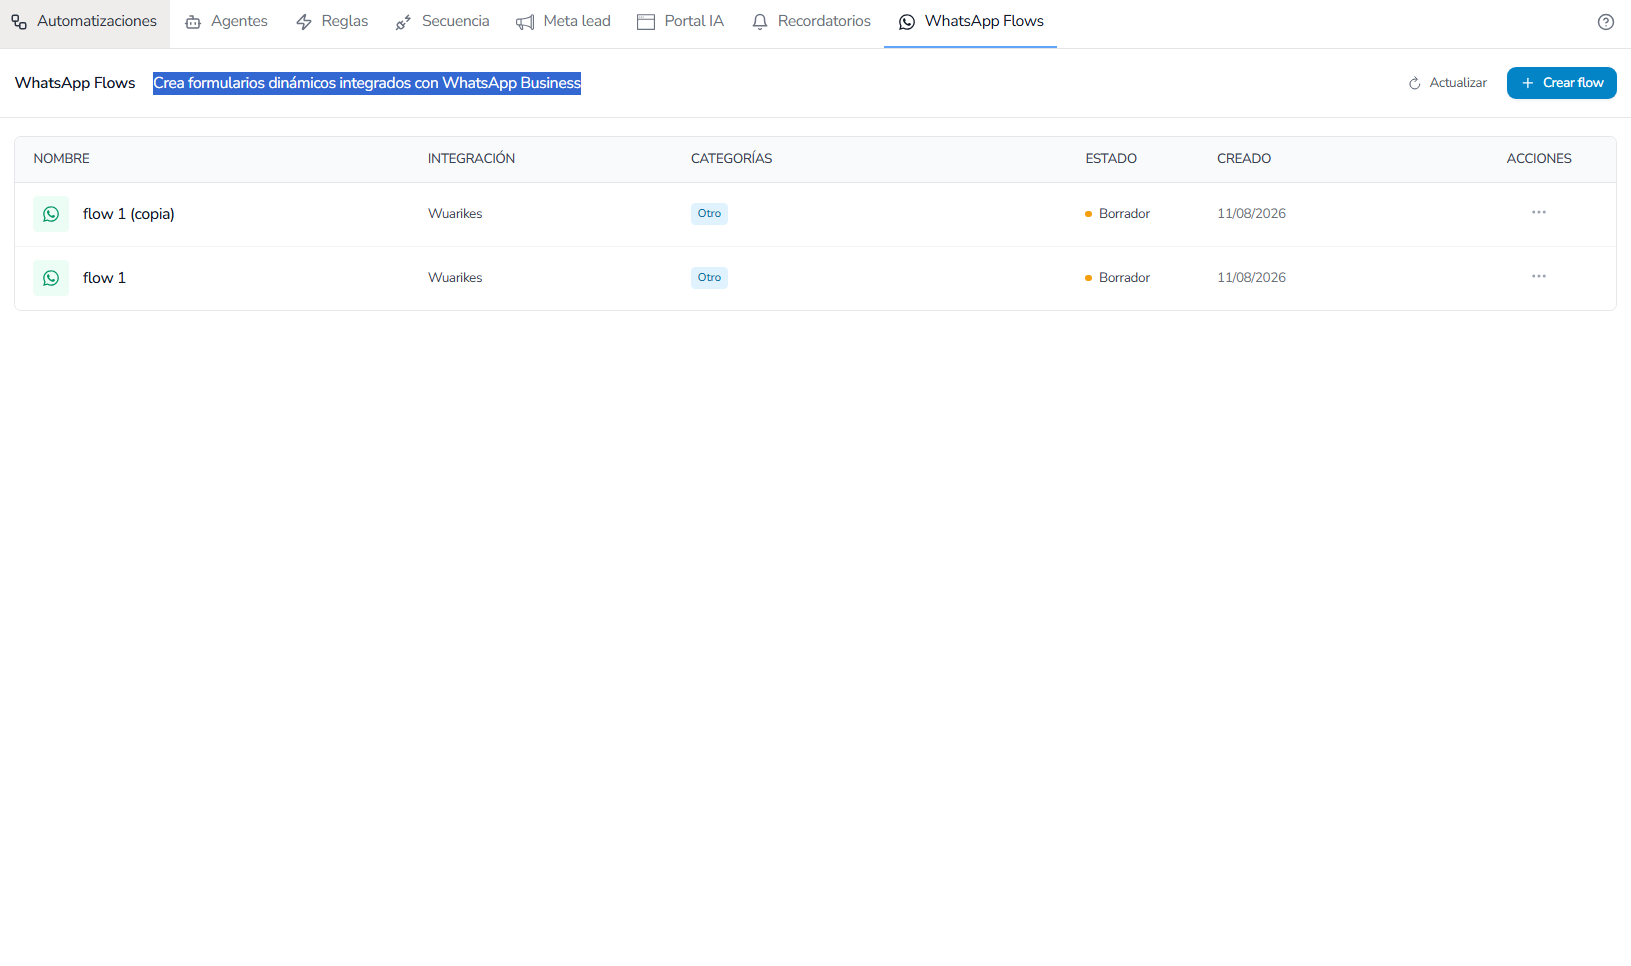 Automatizaciones Agentes Reglas Secuencia Meta lead Portal IA Recordatorios WhatsApp Flows
WhatsApp Flows Crea formularios dinámicos integrados con WhatsApp Business Actualizar + Crear flow
NOMBRE INTEGRACIÓN CATEGORÍAS ESTADO CREADO ACCIONES
flow 1 (copia) Wuarikes Otro Borrador 11/08/2026 ...
flow 1 Wuarikes Otro Borrador 11/08/2026 ...